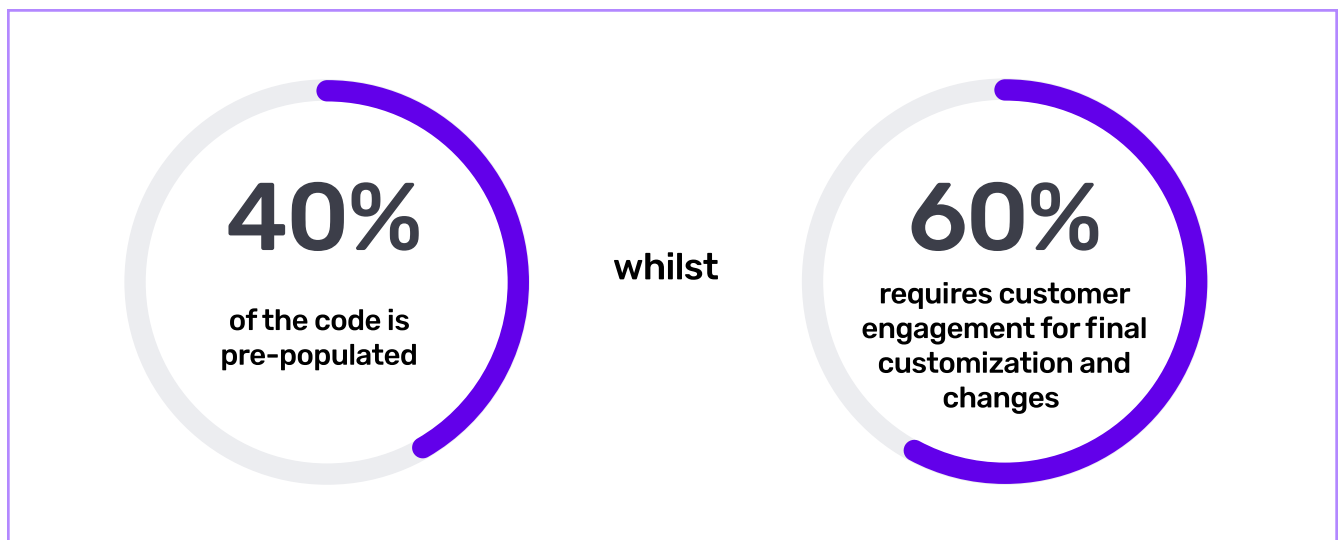 40%
of the code is
pre-populated
whilst
60%
requires customer
engagement for final
customization and
changes